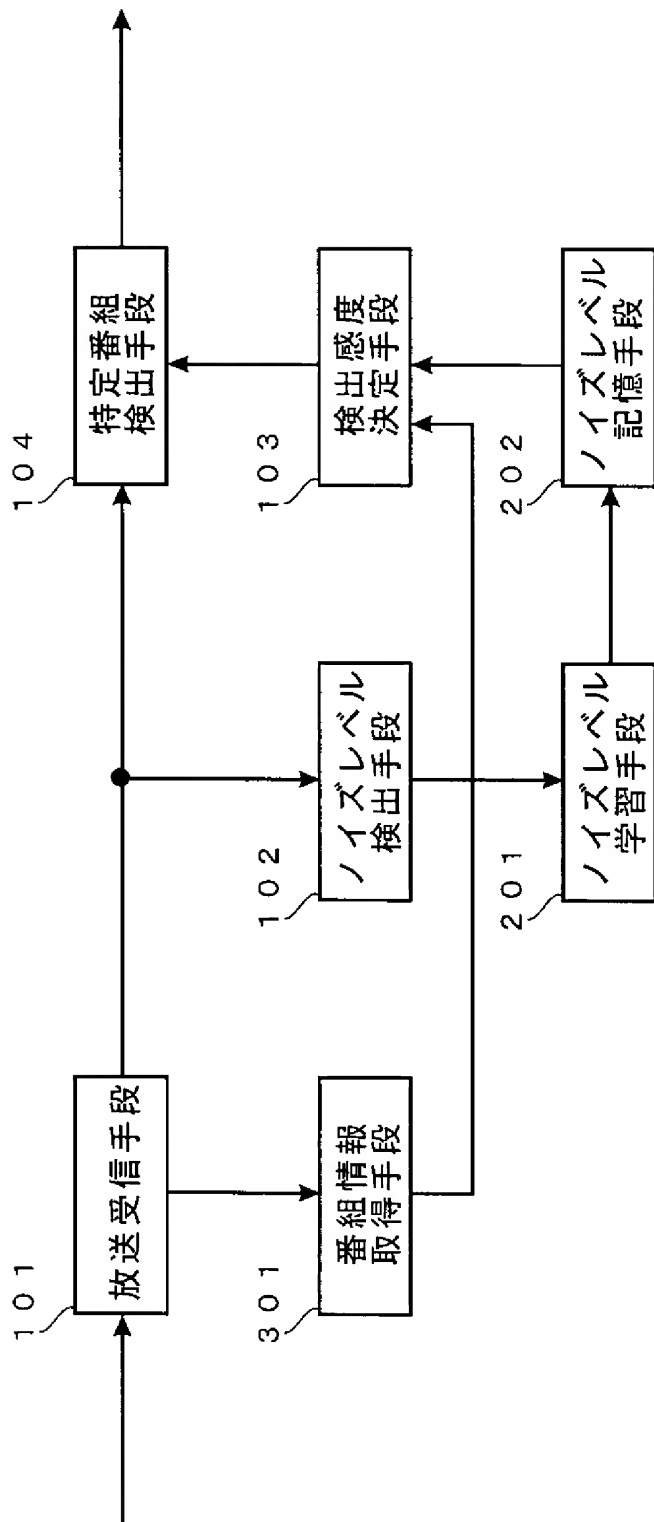 101
放送受信手段
104
特定番組
検出手段
301
番組情報
取得手段
102
ノイズレベル
検出手段
103
検出感度
決定手段
201
ノイズレベル
学習手段
202
ノイズレベル
記憶手段